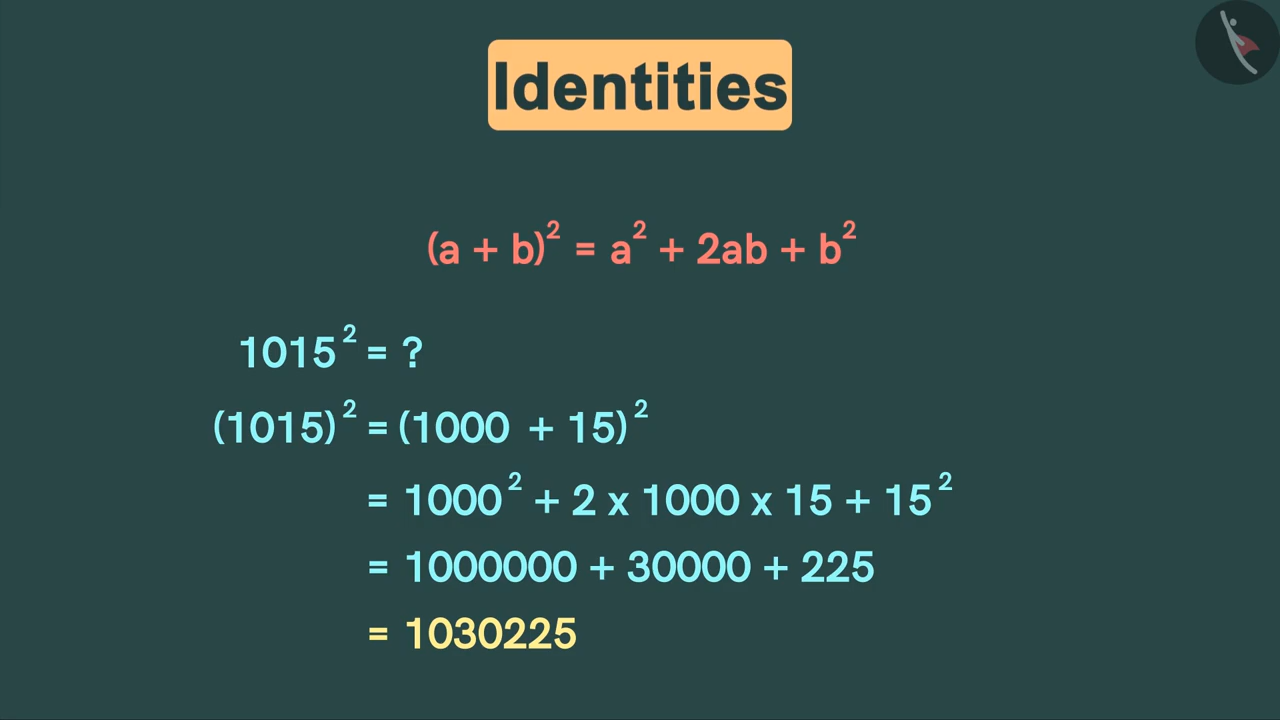 Identities
(a + b)² = a² + 2ab + b²
1015² = ?
(1015)² = (1000 + 15)²
= 1000² + 2 x 1000 x 15 + 15²
= 1000000 + 30000 + 225
= 1030225